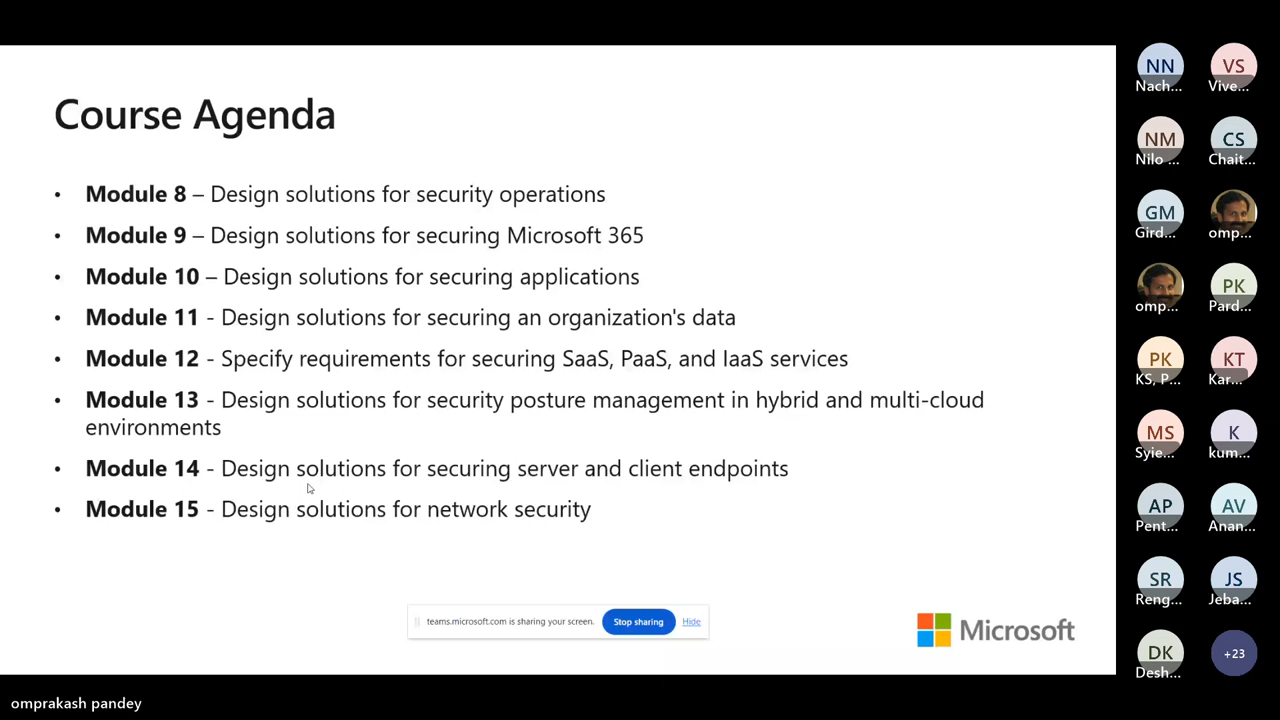 Course Agenda
• Module 8 – Design solutions for security operations
• Module 9 – Design solutions for securing Microsoft 365
• Module 10 – Design solutions for securing applications
• Module 11 - Design solutions for securing an organization's data
• Module 12 - Specify requirements for securing SaaS, PaaS, and IaaS services
• Module 13 - Design solutions for security posture management in hybrid and multi-cloud
environments
• Module 14 - Design solutions for securing server and client endpoints
• Module 15 - Design solutions for network security
teams.microsoft.com is sharing your screen. Stop sharing Hide
Microsoft
NN VS
Nach... Vive...
NM CS
Nilo ... Chait...
GM
Gird... omp...
PK
omp... Pard...
PK KT
KS, P... Kar...
MS K
Syie... kum...
AP AV
Pent... Anan...
SR JS
Reng... Jeba...
DK +23
Desh...
omprakash pandey